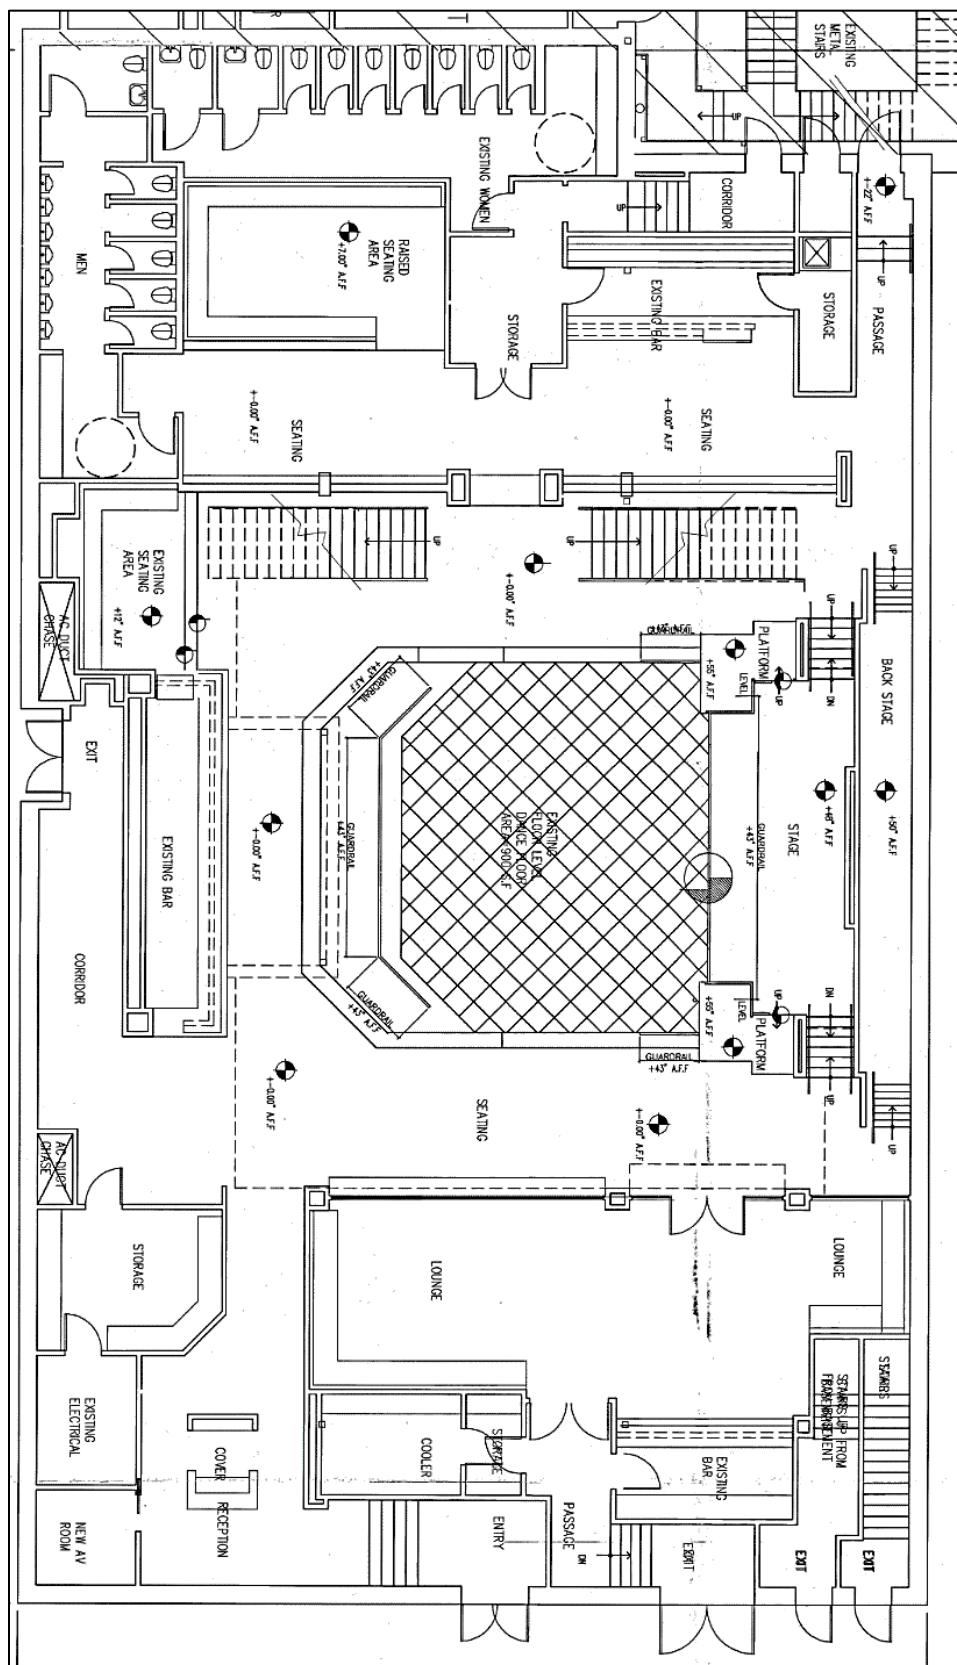 EXISTING
METAL
STAIRS
UP
EXISTING WOMEN
UP
CORRIDOR
+-22" A.F.F
UP
RAISED
SEATING
AREA
+7.00" A.F.F
MEN
STORAGE
EXISTING BAR
STORAGE
PASSAGE
SEATING
+-0.00" A.F.F
SEATING
+-0.00" A.F.F
UP
UP
+-0.00" A.F.F
EXISTING
SEATING
AREA
+12" A.F.F
AC DUCT
CHASE
UP
UP
DN
UP
BACK STAGE
+50" A.F.F
GUARDRAIL
PLATFORM
LEVEL
+55" A.F.F
GUARDRAIL
+43" A.F.F
EXIT
EXISTING BAR
CORRIDOR
+-0.00" A.F.F
GUARDRAIL
+43" A.F.F
EXISTING
FLOOR LEVEL
DANCE FLOOR
AREA=900 S.F
GUARDRAIL
+43" A.F.F
STAGE
+48" A.F.F
GUARDRAIL
+43" A.F.F
LEVEL
+55" A.F.F
PLATFORM
UP
DN
UP
UP
GUARDRAIL
+43" A.F.F
+-0.00" A.F.F
SEATING
+-0.00" A.F.F
AC DUCT
CHASE
STORAGE
LOUNGE
LOUNGE
STAIRS
STAIRS UP FROM
BASEMENT
EXISTING
ELECTRICAL
COVER
RECEPTION
COOLER
STORAGE
EXISTING
BAR
NEW AV
ROOM
ENTRY
PASSAGE
DN
EXIT
EXIT
EXIT